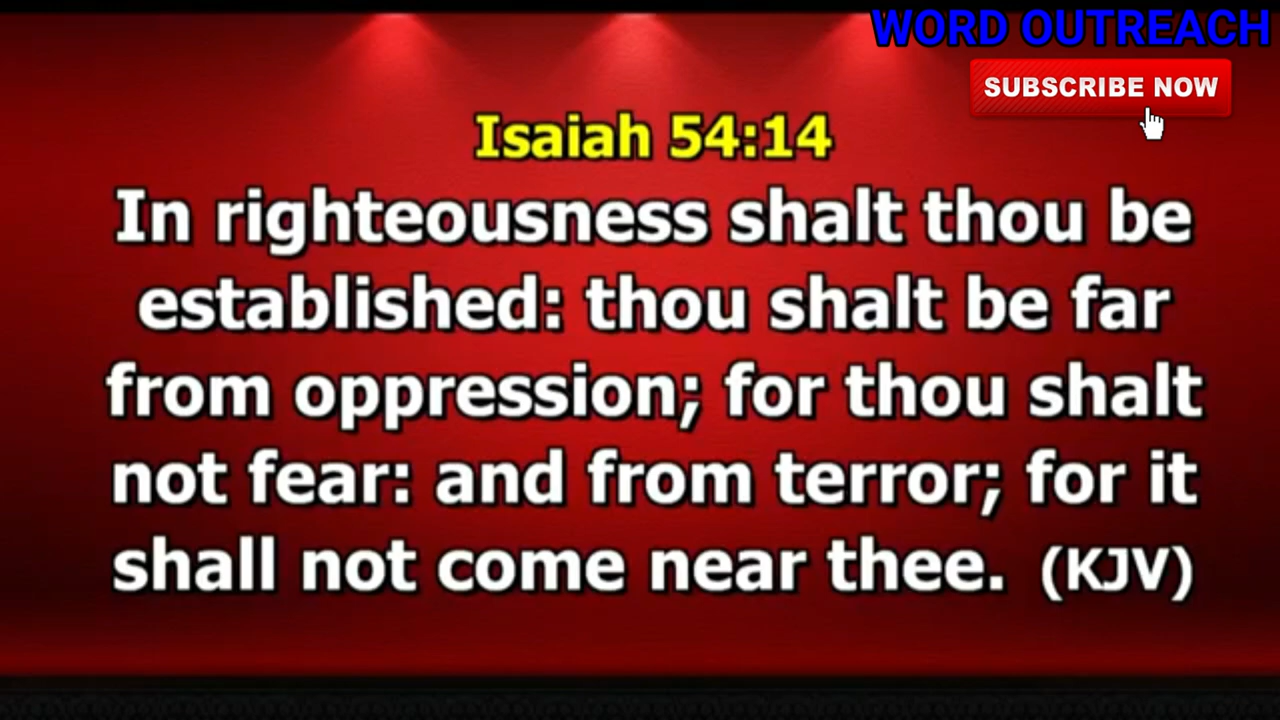 WORD OUTREACH
SUBSCRIBE NOW
Isaiah 54:14
In righteousness shalt thou be
established: thou shalt be far
from oppression; for thou shalt
not fear: and from terror; for it
shall not come near thee. (KJV)